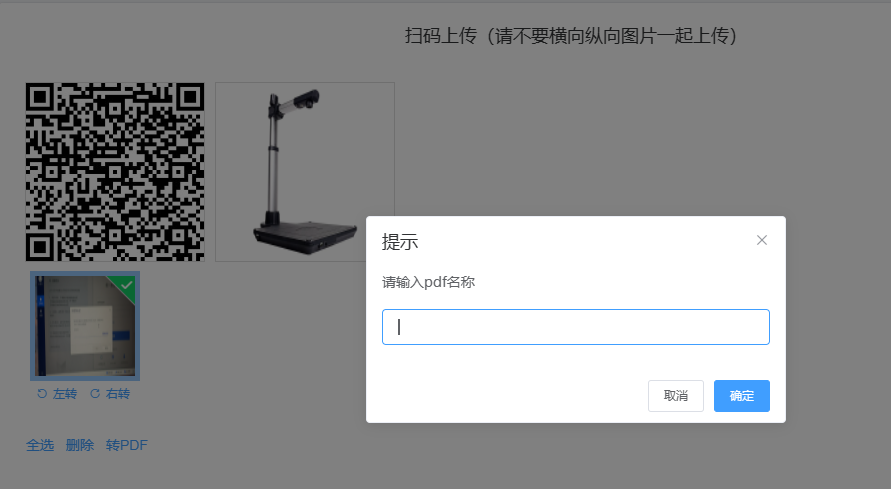 扫码上传（请不要横向纵向图片一起上传）
提示
请输入pdf名称
取消
确定
左转
右转
全选
删除
转PDF